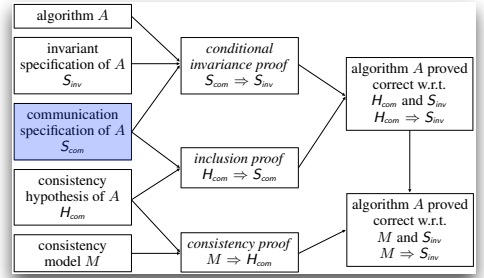 algorithm A
invariant
specification of A
S_inv
communication
specification of A
S_com
consistency
hypothesis of A
H_com
consistency
model M
conditional
invariance proof
S_com ⇒ S_inv
inclusion proof
H_com ⇒ S_com
consistency proof
M ⇒ H_com
algorithm A proved
correct w.r.t.
H_com and S_inv
H_com ⇒ S_inv
algorithm A proved
correct w.r.t.
M and S_inv
M ⇒ S_inv